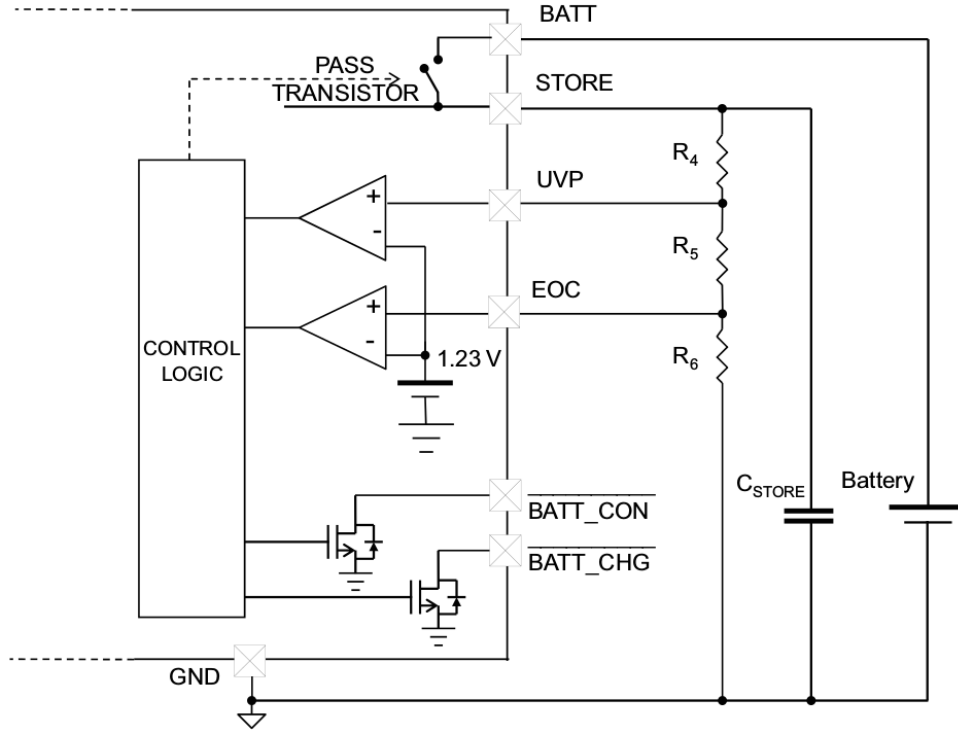 BATT
PASS
TRANSISTOR
STORE
R4
UVP
+
-
R5
EOC
+
-
1.23 V
R6
CONTROL
LOGIC
CSTORE
Battery
BATT_CON
BATT_CHG
GND